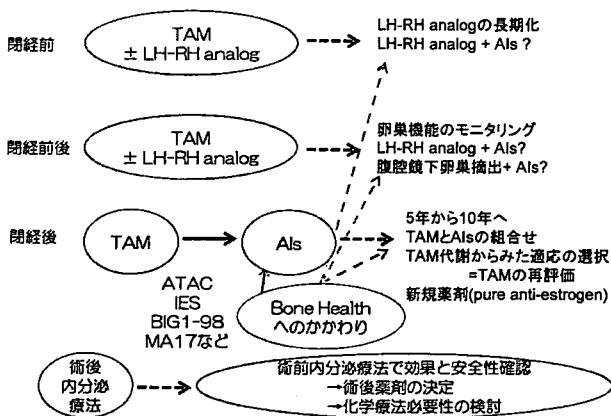 閉経前
TAM
± LH-RH analog
LH-RH analogの長期化
LH-RH analog + AIs ?
閉経前後
TAM
± LH-RH analog
卵巣機能のモニタリング
LH-RH analog + AIs?
腹腔鏡下卵巣摘出+ AIs?
閉経後
TAM
AIs
5年から10年へ
TAMとAIsの組合せ
TAM代謝からみた適応の選択
=TAMの再評価
新規薬剤(pure anti-estrogen)
ATAC
IES
BIG1-98
MA17など
Bone Health
へのかかわり
術後
内分泌
療法
術前内分泌療法で効果と安全性確認
→術後薬剤の決定
→化学療法必要性の検討